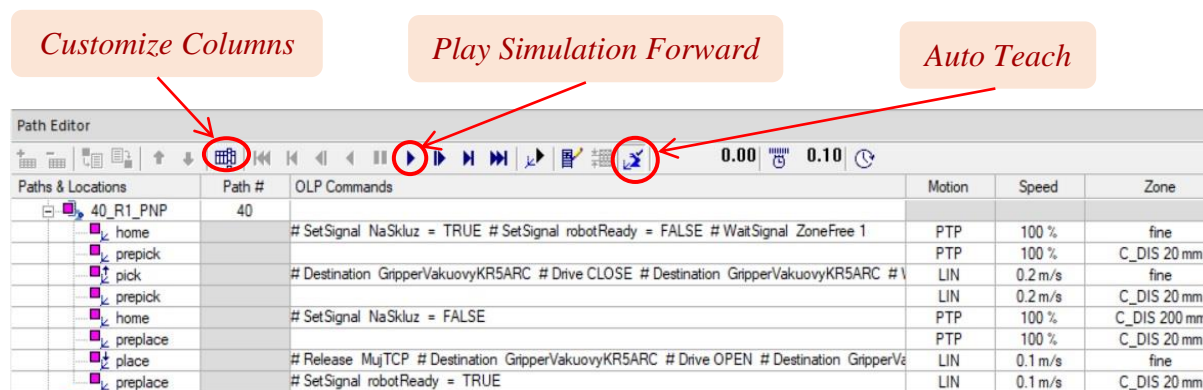 Customize Columns
Play Simulation Forward
Auto Teach
Path Editor
0.00 0.10
Paths & Locations Path # OLP Commands Motion Speed Zone
40_R1_PNP 40
home # SetSignal NaSkluz = TRUE # SetSignal robotReady = FALSE # WaitSignal ZoneFree 1 PTP 100 % fine
prepick PTP 100 % C_DIS 20 mm
pick # Destination GripperVakuovyKR5ARC # Drive CLOSE # Destination GripperVakuovyKR5ARC # LIN 0.2 m/s fine
prepick LIN 0.2 m/s C_DIS 20 mm
home # SetSignal NaSkluz = FALSE PTP 100 % C_DIS 200 mm
preplace PTP 100 % C_DIS 20 mm
place # Release MujTCP # Destination GripperVakuovyKR5ARC # Drive OPEN # Destination GripperVa LIN 0.1 m/s fine
preplace # SetSignal robotReady = TRUE LIN 0.1 m/s C_DIS 20 mm